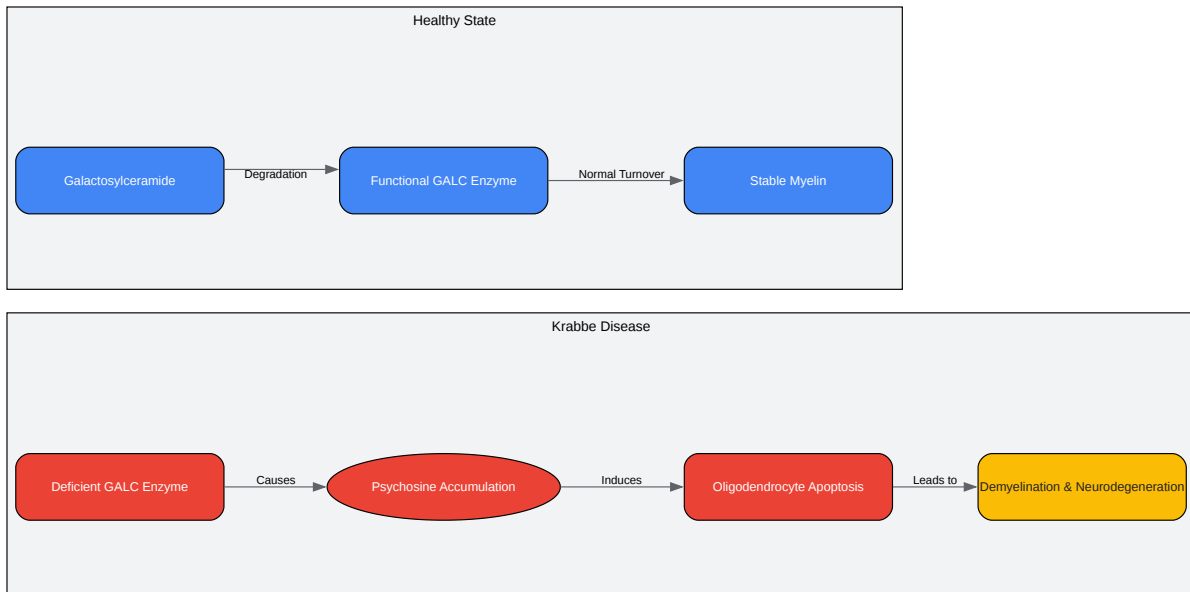 Healthy State
Galactosylceramide
Degradation
Functional GALC Enzyme
Normal Turnover
Stable Myelin
Krabbe Disease
Deficient GALC Enzyme
Causes
Psychosine Accumulation
Induces
Oligodendrocyte Apoptosis
Leads to
Demyelination & Neurodegeneration